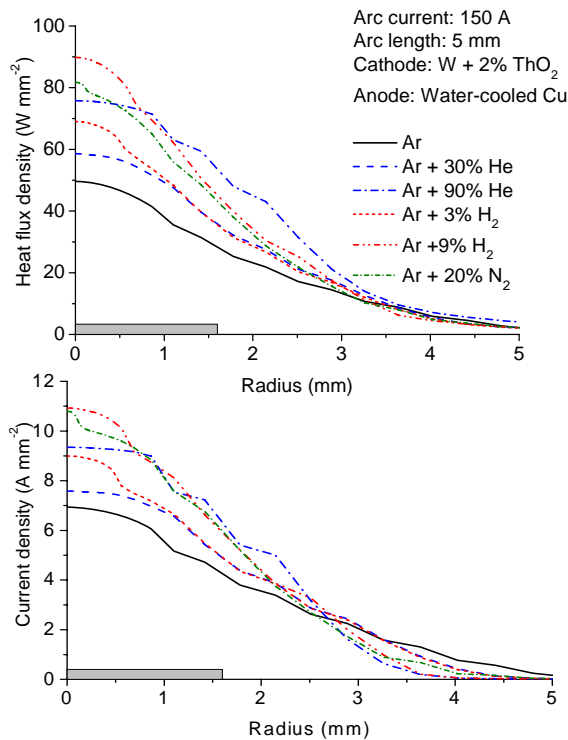 Arc current: 150 A
Arc length: 5 mm
Cathode: W + 2% ThO₂
Anode: Water-cooled Cu
Ar
Ar + 30% He
Ar + 90% He
Ar + 3% H₂
Ar +9% H₂
Ar + 20% N₂
Heat flux density (W mm⁻²)
100
80
60
40
20
0
0 1 2 3 4 5
Radius (mm)
Current density (A mm⁻²)
12
10
8
6
4
2
0
0 1 2 3 4 5
Radius (mm)